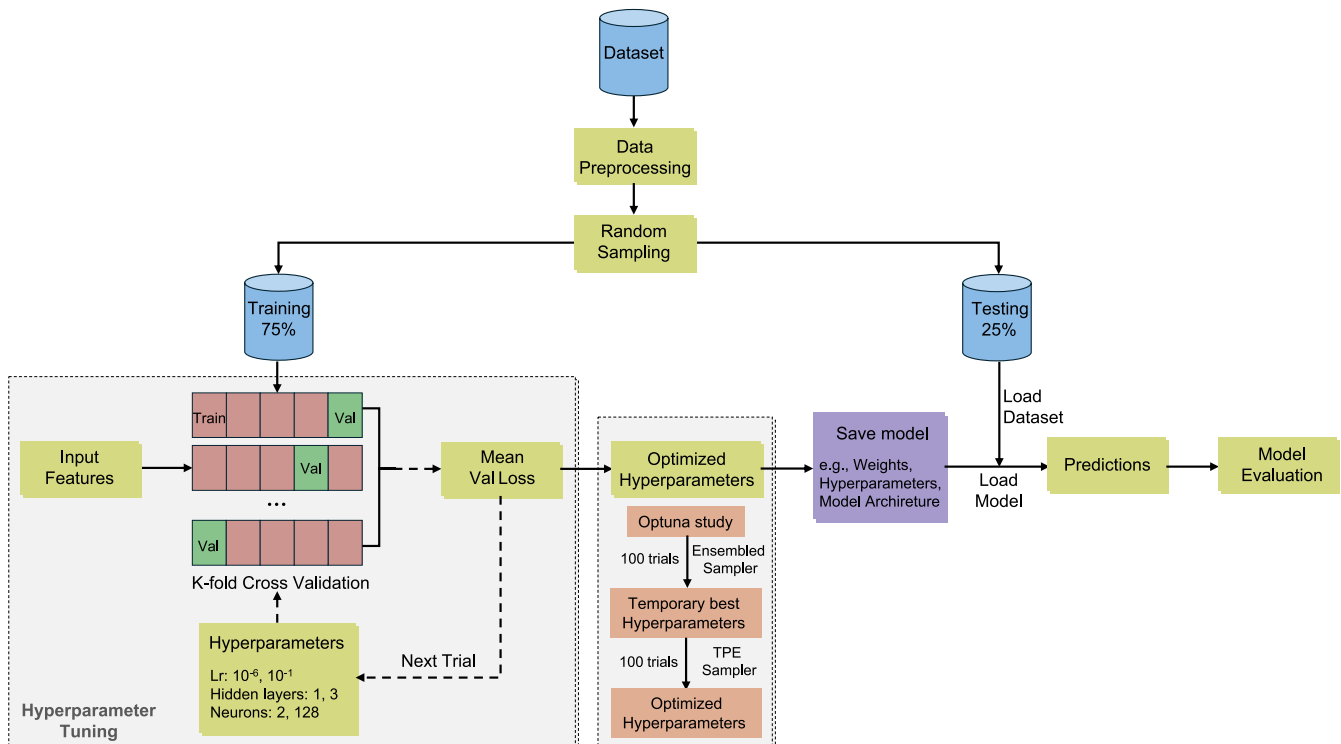 Dataset
Data
Preprocessing
Random
Sampling
Training
75%
Testing
25%
Train
Val
Val
...
Val
K-fold Cross Validation
Input
Features
Mean
Val Loss
Hyperparameters
Lr: 10⁻⁶, 10⁻¹
Hidden layers: 1, 3
Neurons: 2, 128
Next Trial
Hyperparameter
Tuning
Optimized
Hyperparameters
Optuna study
100 trials
Ensembled
Sampler
Temporary best
Hyperparameters
100 trials
TPE
Sampler
Optimized
Hyperparameters
Save model
e.g., Weights,
Hyperparameters,
Model Archireture
Load
Dataset
Load
Model
Predictions
Model
Evaluation